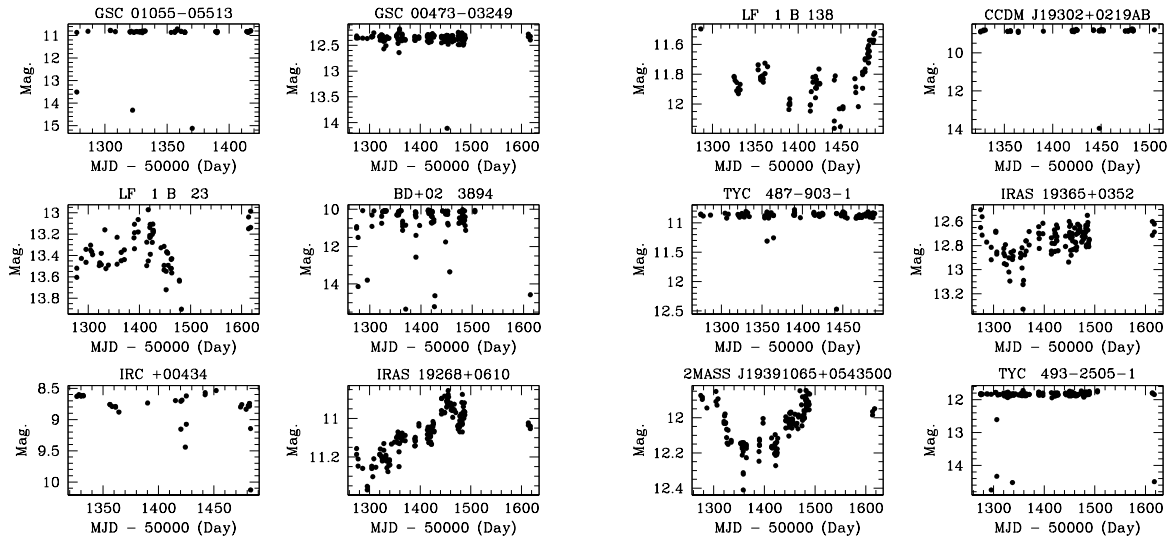 GSC 01055-05513
GSC 00473-03249
LF 1 B 138
CCDM J19302+0219AB
Mag.
11
12
13
14
15
1300
1400
MJD - 50000 (Day)
Mag.
12.5
13
13.5
14
1300
1400
1500
1600
MJD - 50000 (Day)
Mag.
11.6
11.8
12
1300
1400
MJD - 50000 (Day)
Mag.
10
12
14
1350
1400
1450
1500
MJD - 50000 (Day)
LF 1 B 23
BD+02 3894
TYC 487-903-1
IRAS 19365+0352
Mag.
13
13.2
13.4
13.6
13.8
1300
1400
1500
1600
MJD - 50000 (Day)
Mag.
10
12
14
1300
1400
1500
1600
MJD - 50000 (Day)
Mag.
11
11.5
12
12.5
1300
1350
1400
1450
MJD - 50000 (Day)
Mag.
12.6
12.8
13
13.2
1300
1400
1500
1600
MJD - 50000 (Day)
IRC +00434
IRAS 19268+0610
2MASS J19391065+0543500
TYC 493-2505-1
Mag.
8.5
9
9.5
10
1350
1400
1450
MJD - 50000 (Day)
Mag.
11
11.2
1300
1400
1500
1600
MJD - 50000 (Day)
Mag.
12
12.2
12.4
1300
1400
1500
1600
MJD - 50000 (Day)
Mag.
12
13
14
1300
1400
1500
1600
MJD - 50000 (Day)